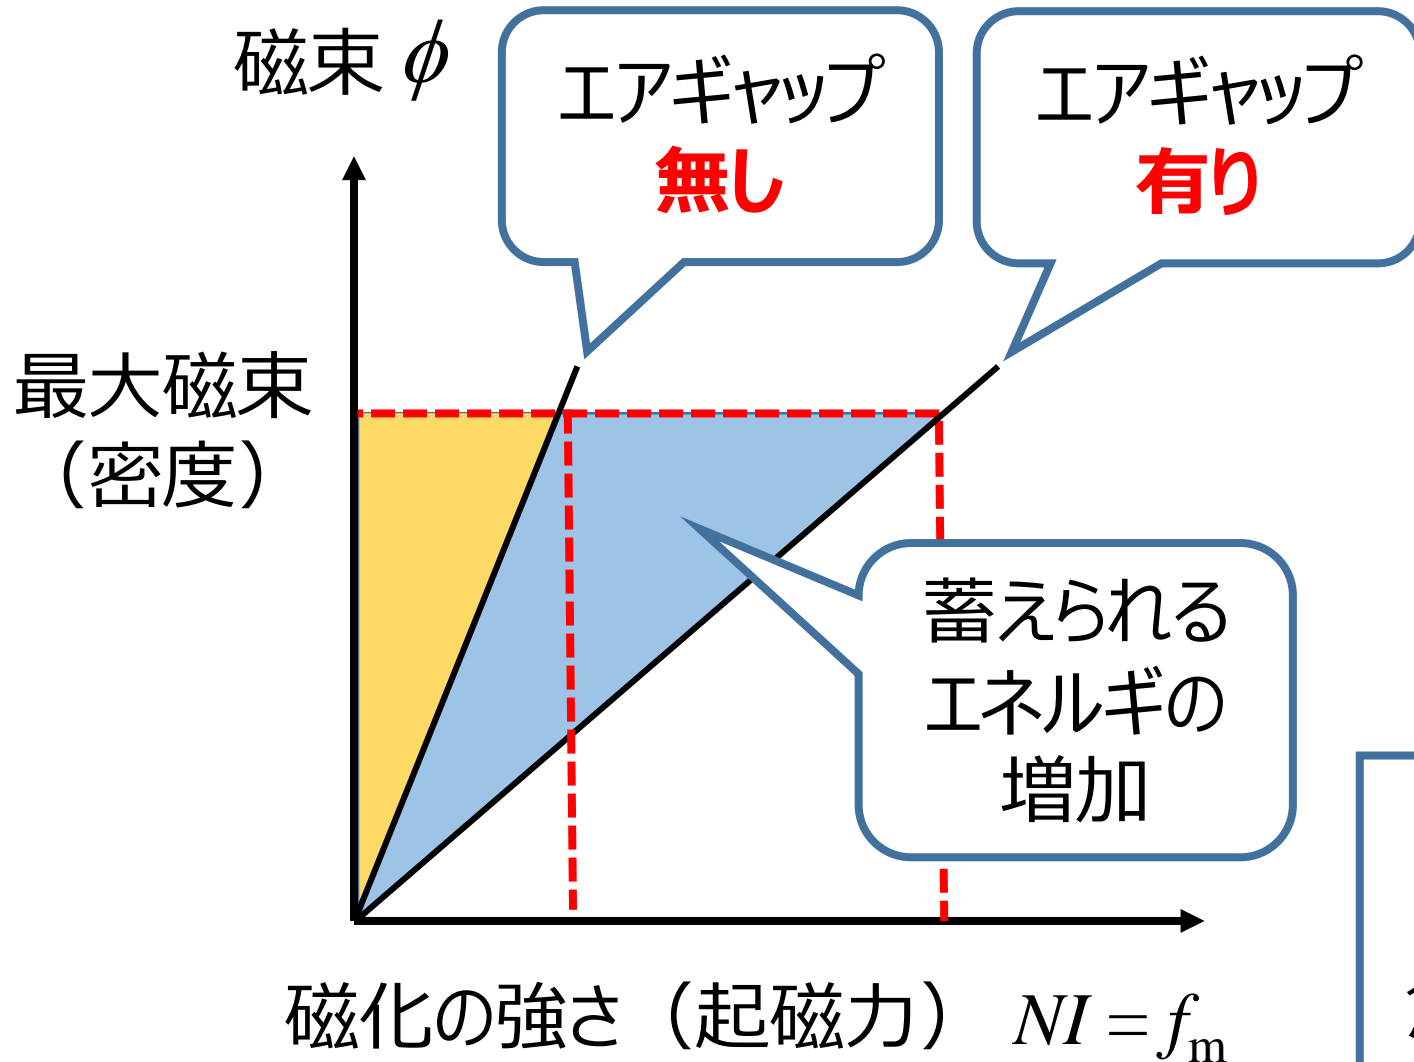 磁束 ϕ
エアギャップ
無し
エアギャップ
有り
最大磁束
（密度）
蓄えられる
エネルギの
増加
磁化の強さ（起磁力） NI = fm